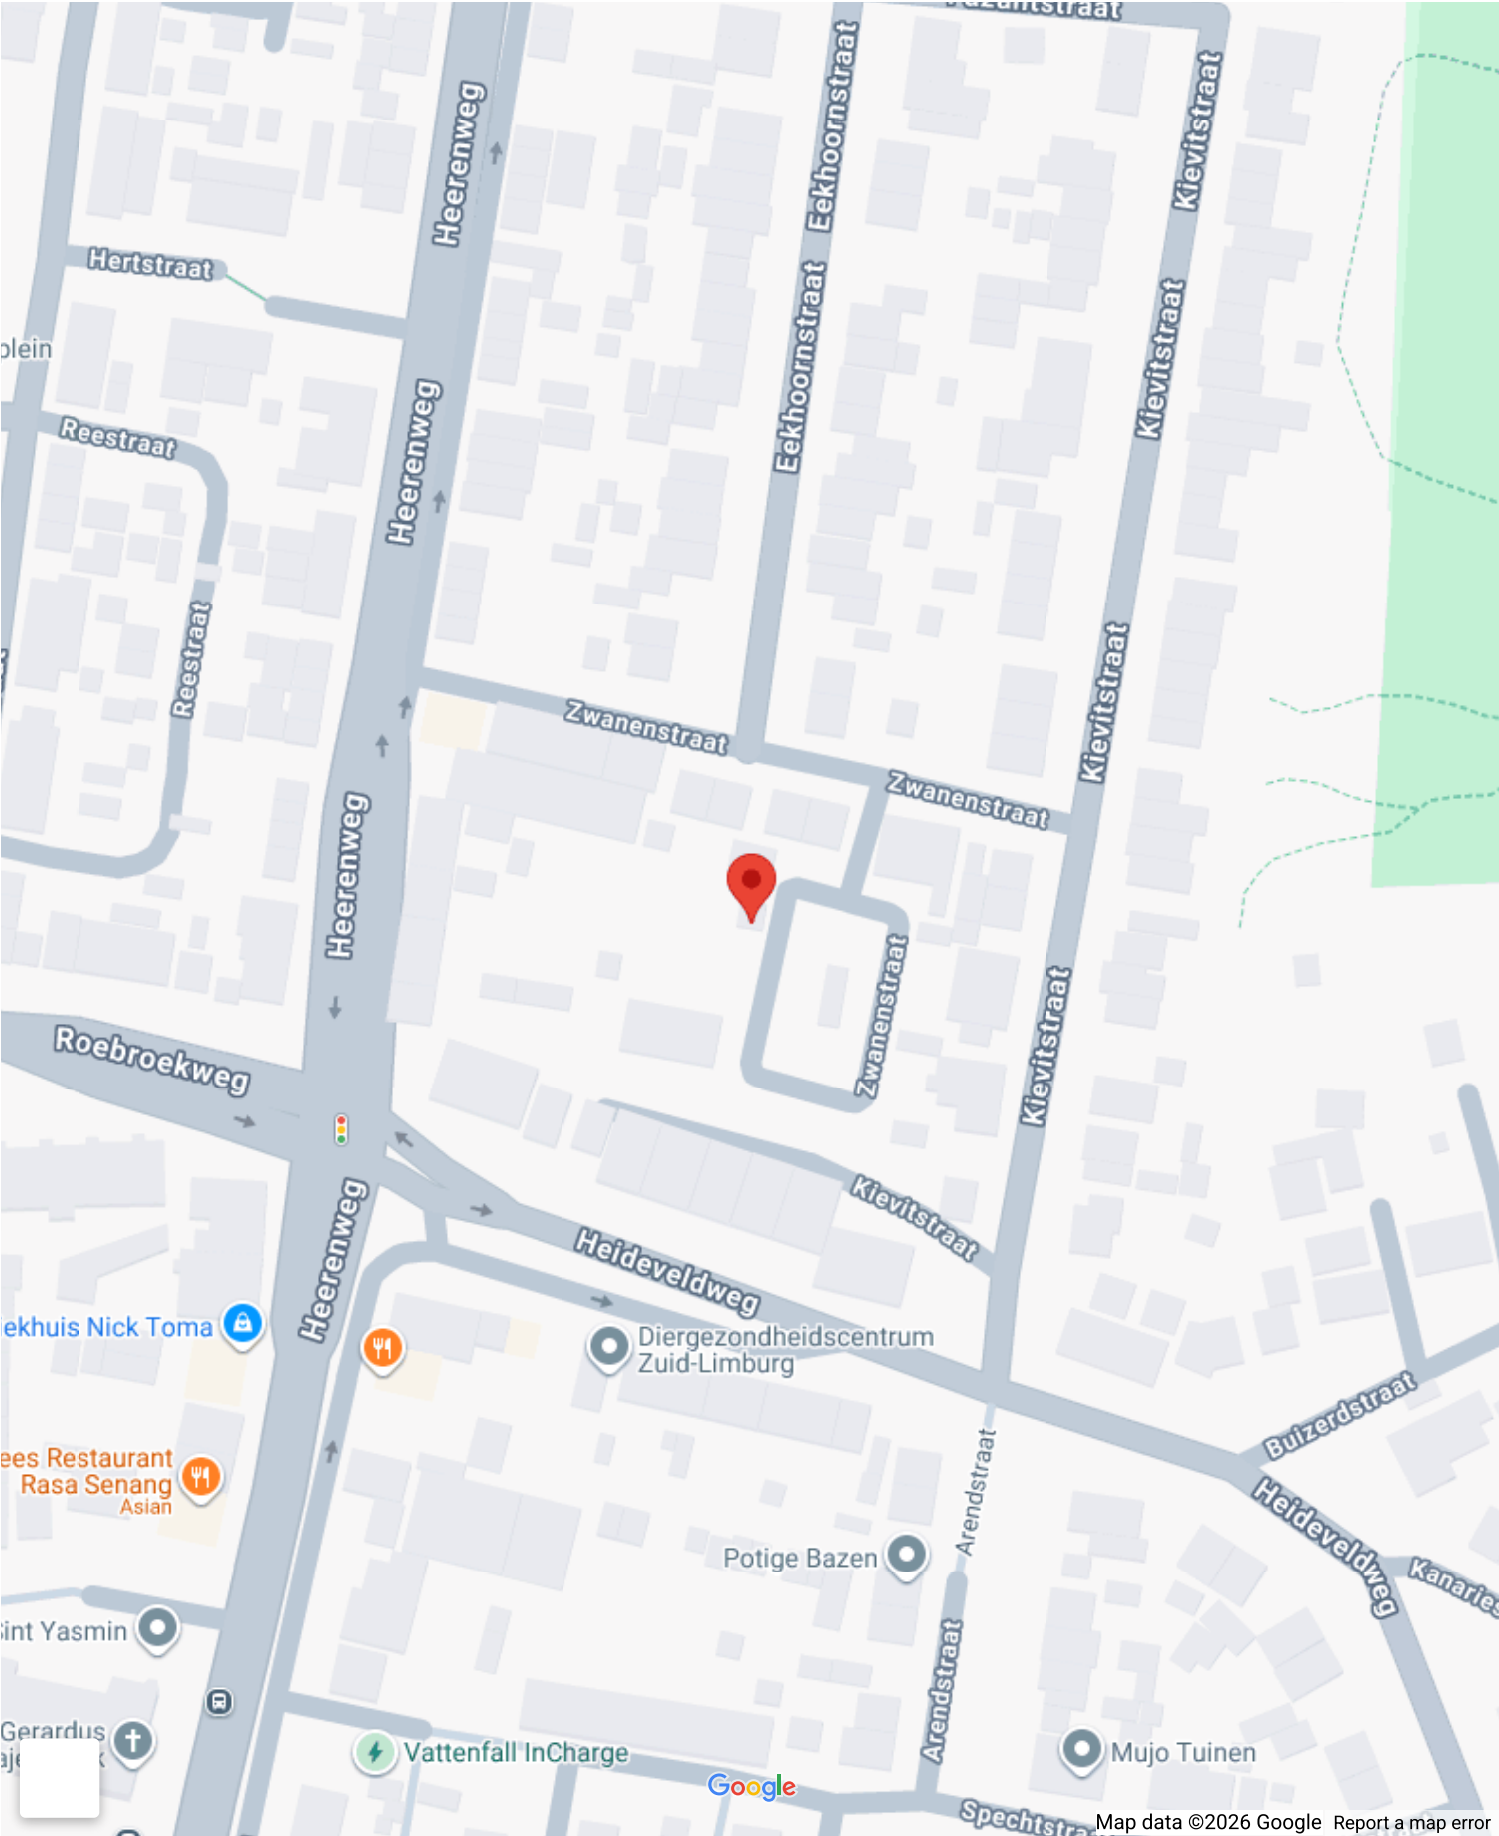 Heerenweg
Eekhoornstraat
Kievitstraat
Hertstraat
Eekhoornstraat
Kievitstraat
plein
Heerenweg
Reestraat
Reestraat
Kievitstraat
Zwanenstraat
Zwanenstraat
Heerenweg
Zwanenstraat
Kievitstraat
Roebroekweg
Kievitstraat
Heideveldweg
Heerenweg
iekhuis Nick Toma
Diergezondheidscentrum
Zuid-Limburg
Buizerdstraat
ees Restaurant
Rasa Senang
Asian
Arendstraat
Heideveldweg
Potige Bazen
Sint Yasmin
Arendstraat
Gerardus
Vattenfall InCharge
Mujo Tuinen
Google
Map data ©2026 Google
Report a map error